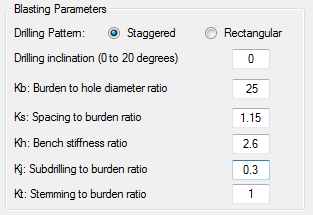 Blasting Parameters
Drilling Pattern: Staggered Rectangular
Drilling inclination (0 to 20 degrees) 0
Kb: Burden to hole diameter ratio 25
Ks: Spacing to burden ratio 1.15
Kh: Bench stiffness ratio 2.6
Kj: Subdrilling to burden ratio 0.3
Kt: Stemming to burden ratio 1